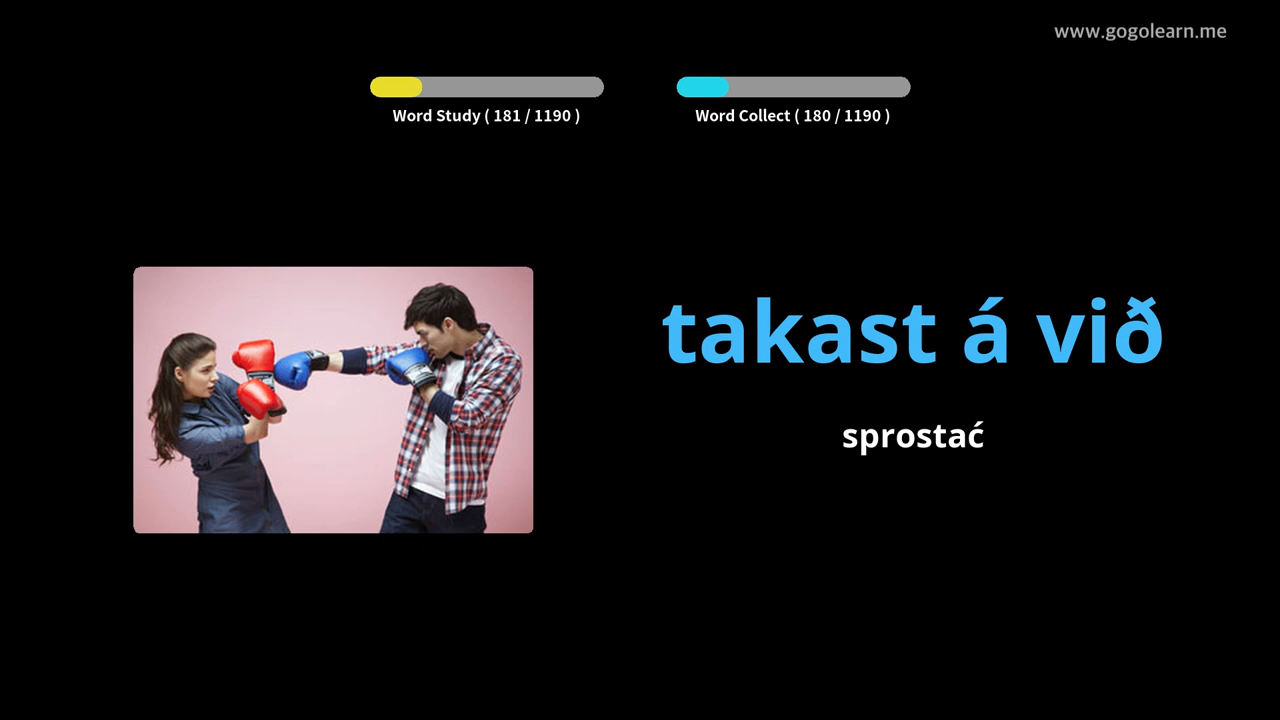 www.gogolearn.me
Word Study ( 181 / 1190 )
Word Collect ( 180 / 1190 )
takast á við
sprostać